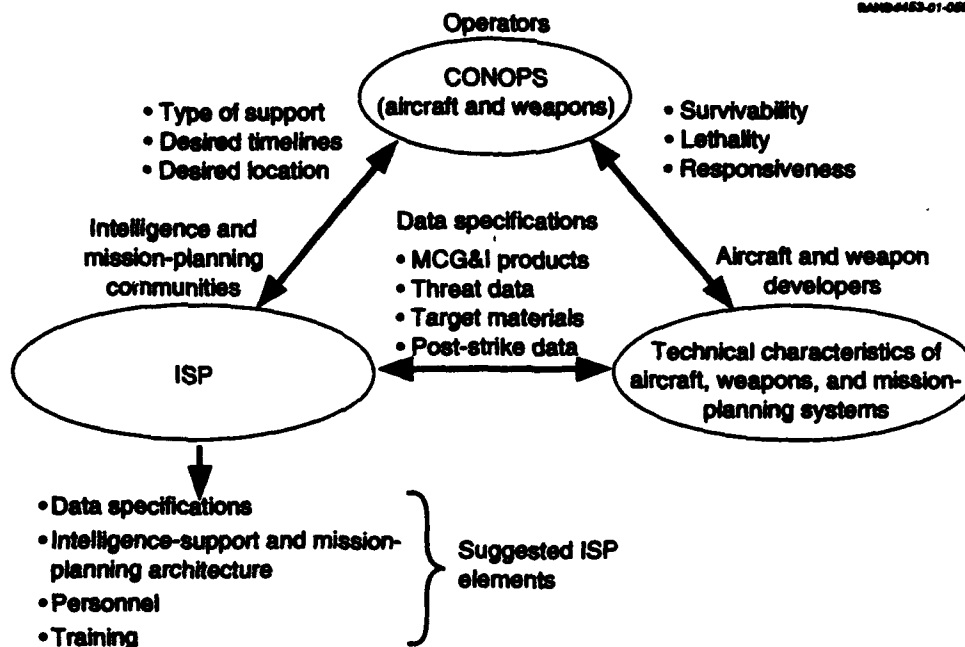 Operators
CONOPS
(aircraft and weapons)
• Type of support
• Desired timelines
• Desired location
• Survivability
• Lethality
• Responsiveness
Intelligence and
mission-planning
communities
Data specifications
• MCG&I products
• Threat data
• Target materials
• Post-strike data
Aircraft and weapon
developers
ISP
Technical characteristics of
aircraft, weapons, and mission-
planning systems
• Data specifications
• Intelligence-support and mission-
planning architecture
• Personnel
• Training
Suggested ISP
elements